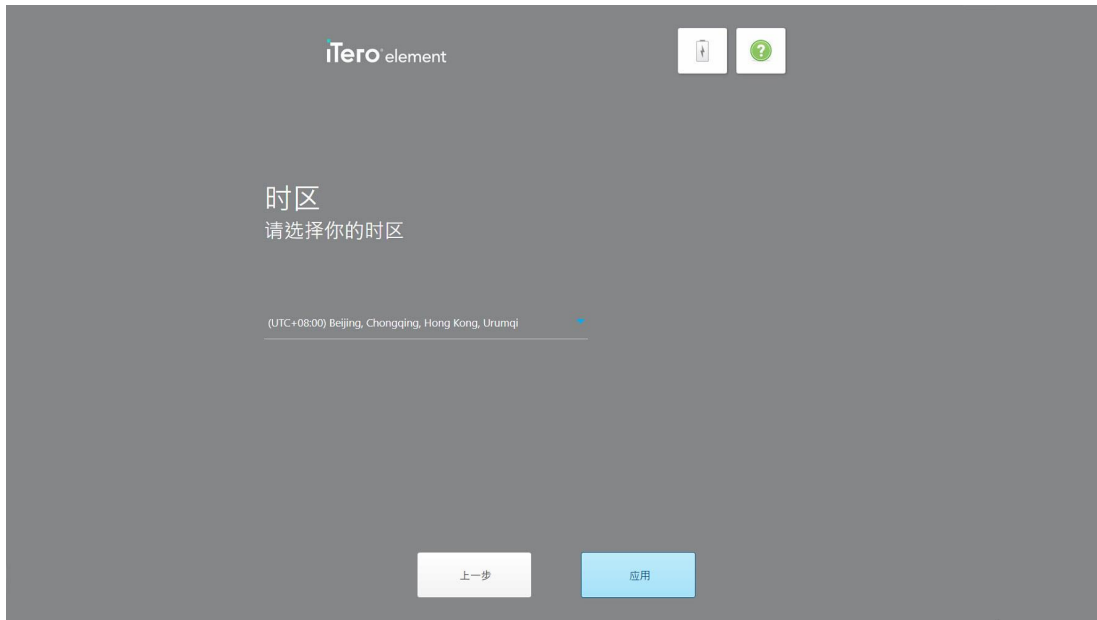 iTero element
时区
请选择你的时区
(UTC+08:00) Beijing, Chongqing, Hong Kong, Urumqi
上一步
应用